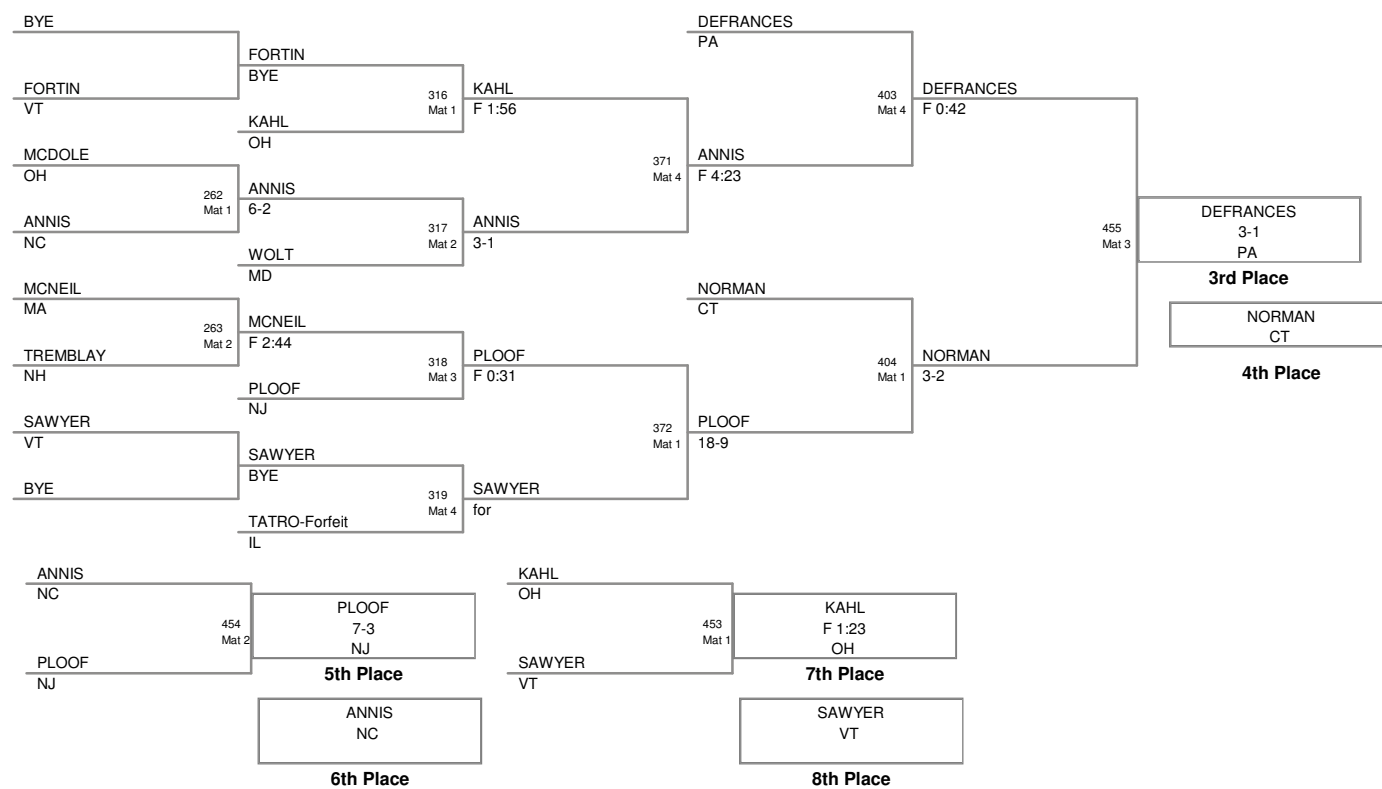 BYE
FORTIN
VT
MCDOLE
OH
ANNIS
NC
MCNEIL
MA
TREMBLAY
NH
SAWYER
VT
BYE
262
Mat 1
263
Mat 2
FORTIN
BYE
KAHL
OH
ANNIS
6-2
WOLT
MD
MCNEIL
F 2:44
PLOOF
NJ
SAWYER
BYE
TATRO-Forfeit
IL
316
Mat 1
317
Mat 2
318
Mat 3
319
Mat 4
KAHL
F 1:56
ANNIS
3-1
PLOOF
F 0:31
SAWYER
for
371
Mat 4
372
Mat 1
DEFRANCES
PA
ANNIS
F 4:23
NORMAN
CT
PLOOF
18-9
403
Mat 4
404
Mat 1
DEFRANCES
F 0:42
NORMAN
3-2
455
Mat 3
DEFRANCES
3-1
PA
3rd Place
NORMAN
CT
4th Place
ANNIS
NC
PLOOF
NJ
454
Mat 2
PLOOF
7-3
NJ
5th Place
ANNIS
NC
6th Place
KAHL
OH
SAWYER
VT
453
Mat 1
KAHL
F 1:23
OH
7th Place
SAWYER
VT
8th Place